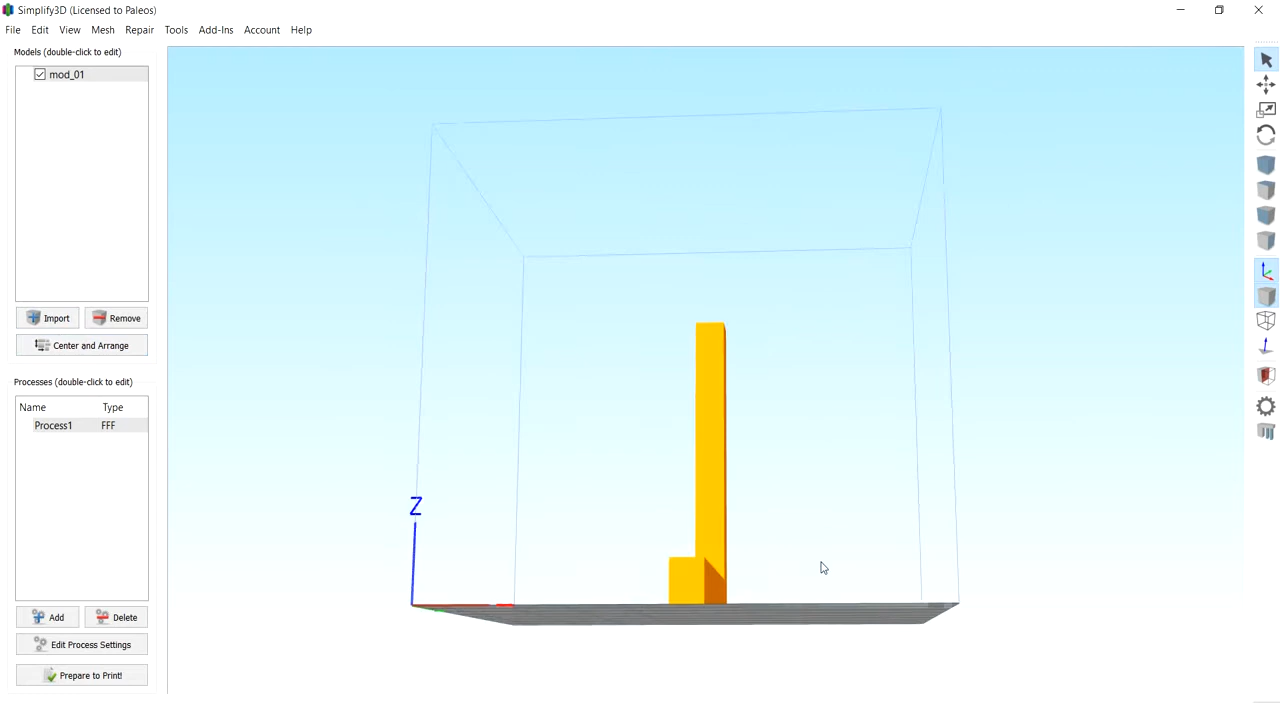 Simplify3D (Licensed to Paleos)
File Edit View Mesh Repair Tools Add-Ins Account Help
Models (double-click to edit)
mod_01
Import Remove
Center and Arrange
Processes (double-click to edit)
Name Type
Process1 FFF
Add Delete
Edit Process Settings
Prepare to Print!
Z